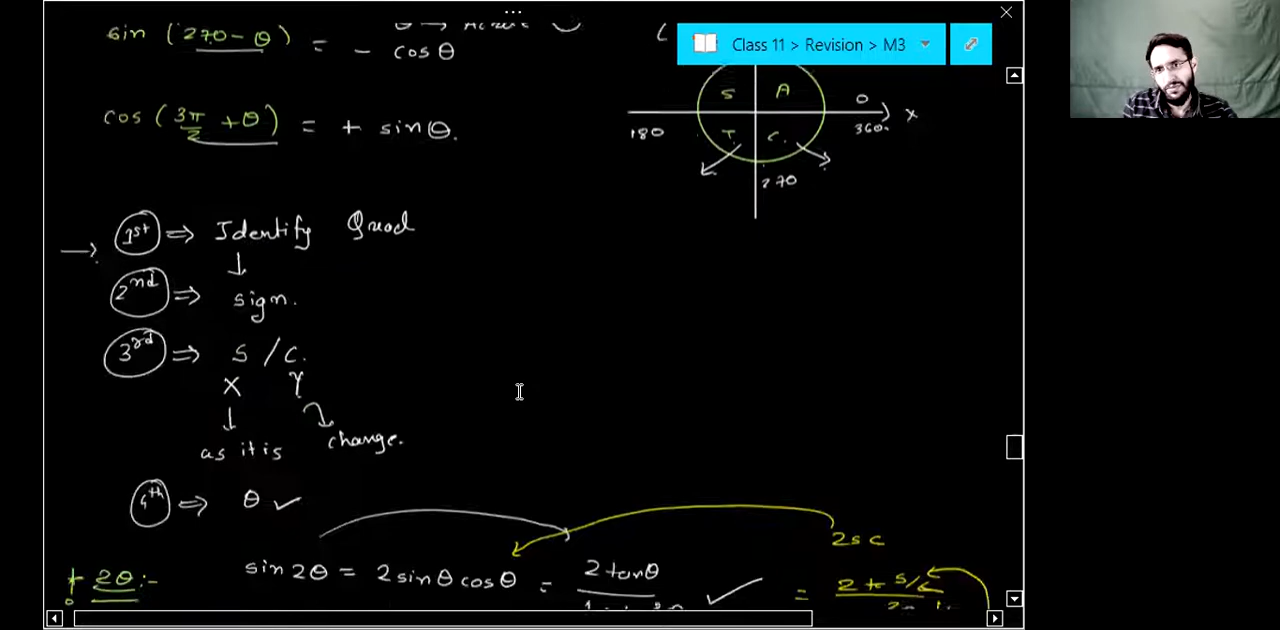 sin (270 - θ) = - cos θ
Class 11 > Revision > M3
cos (3π/2 + θ) = + sin θ.
S A
T C
0
360
x
180
270
1st ⇒ Identify Quad
↓
2nd ⇒ sign.
3rd ⇒ S / C.
X Y
as it is change.
4th ⇒ θ ✓
2 s c
2θ :- sin 2θ = 2 sin θ cos θ = 2 tan θ